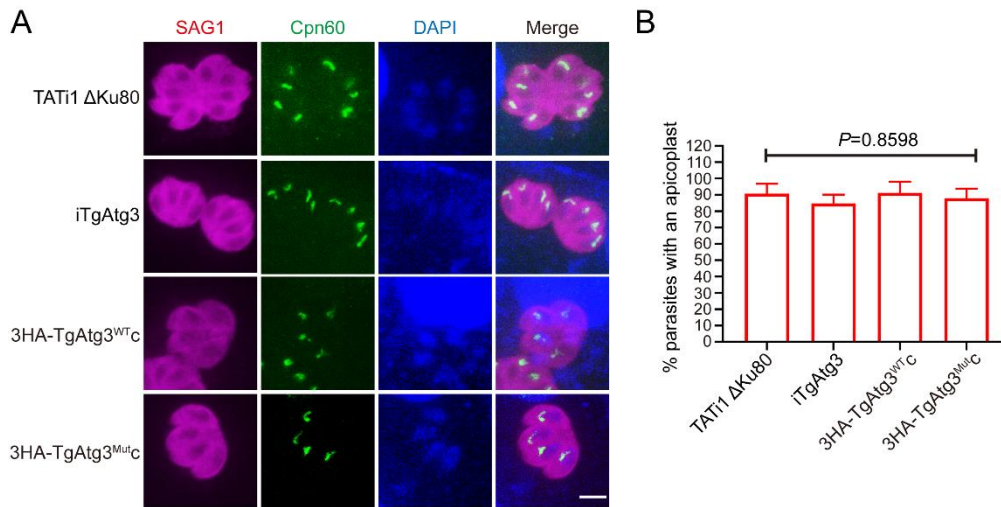 A
SAG1 Cpn60 DAPI Merge
TATi1 ΔKu80
iTgAtg3
3HA-TgAtg3ᵂᵀc
3HA-TgAtg3ᴹᵘᵗc
B
P=0.8598
% parasites with an apicoplast
120
110
100
90
80
70
60
50
40
30
20
10
0
TATi1 ΔKu80
iTgAtg3
3HA-TgAtg3ᵂᵀc
3HA-TgAtg3ᴹᵘᵗc